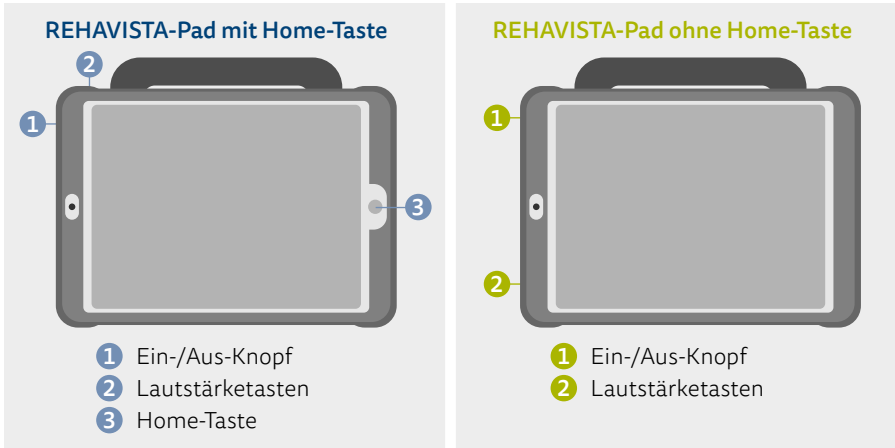 REHAVISTA-Pad mit Home-Taste
2
1
3
1 Ein-/Aus-Knopf
2 Lautstärketasten
3 Home-Taste
REHAVISTA-Pad ohne Home-Taste
1
2
1 Ein-/Aus-Knopf
2 Lautstärketasten